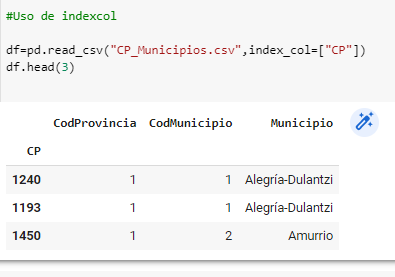 #Uso de indexcol
df=pd.read_csv("CP_Municipios.csv",index_col=["CP"])
df.head(3)
CodProvincia CodMunicipio Municipio
CP
1240 1 1 Alegría-Dulantzi
1193 1 1 Alegría-Dulantzi
1450 1 2 Amurrio